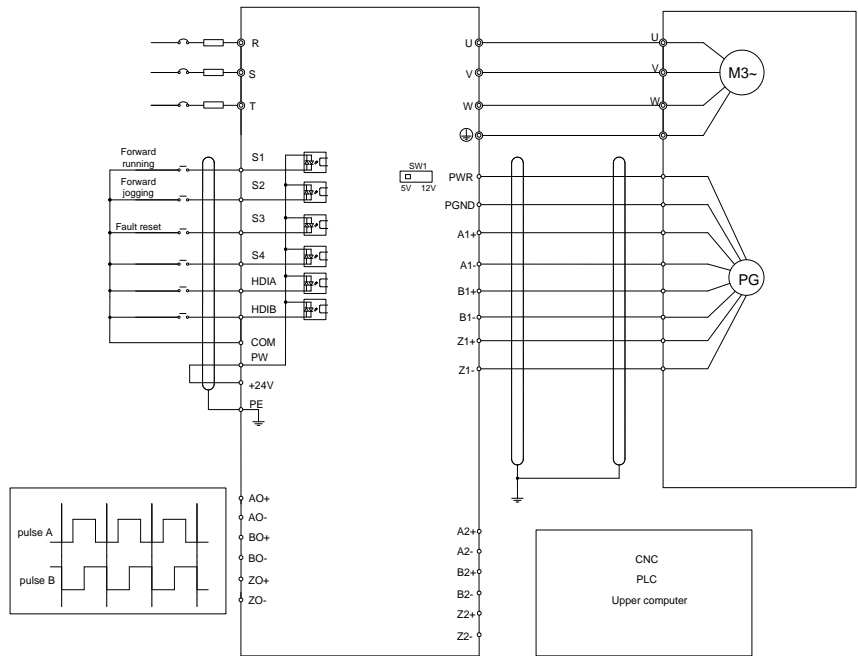 R
S
T
U
V
W
U
V
W
M3~
Forward
running
Forward
jogging
Fault reset
S1
S2
S3
S4
HDIA
HDIB
COM
PW
+24V
PE
SW1
5V 12V
PWR
PGND
A1+
A1-
B1+
B1-
Z1+
Z1-
PG
pulse A
pulse B
AO+
AO-
BO+
BO-
ZO+
ZO-
A2+
A2-
B2+
B2-
Z2+
Z2-
CNC
PLC
Upper computer